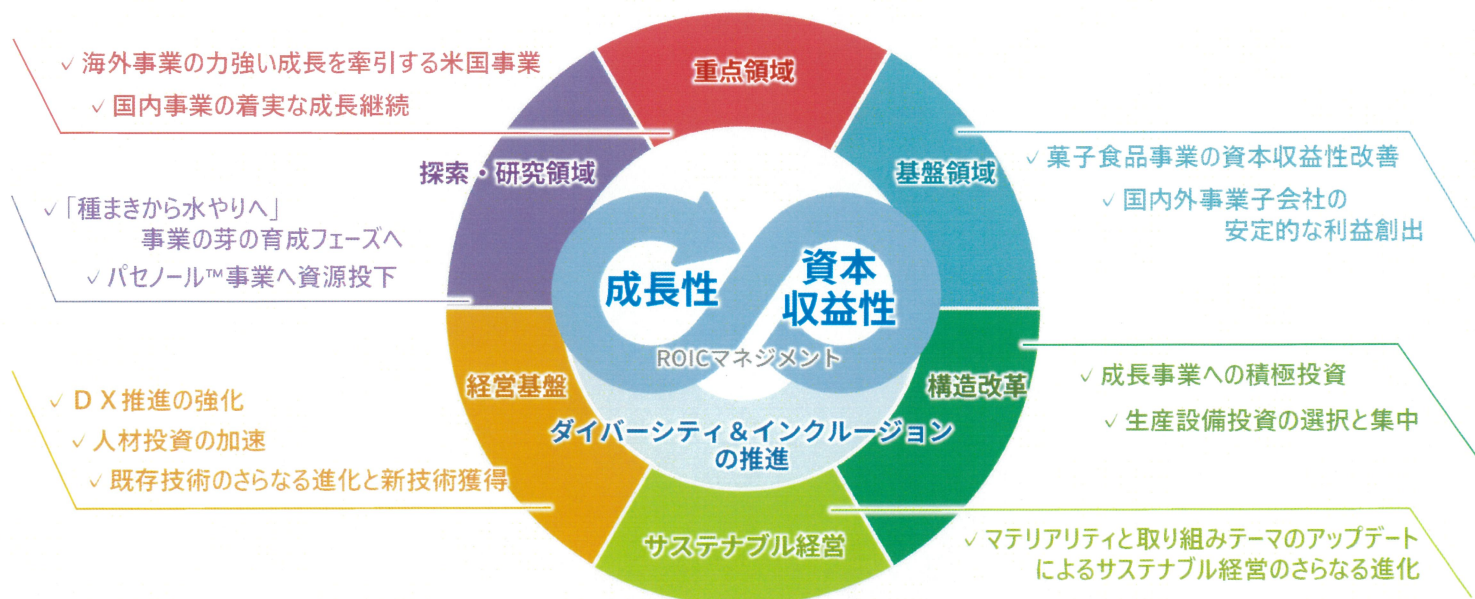 重点領域
✓ 海外事業の力強い成長を牽引する米国事業
✓ 国内事業の着実な成長継続
基盤領域
✓ 菓子食品事業の資本収益性改善
✓ 国内外事業子会社の
安定的な利益創出
探索・研究領域
✓ 「種まきから水やりへ」
事業の芽の育成フェーズへ
✓ パセノール™事業へ資源投下
成長性
資本
収益性
ROICマネジメント
構造改革
✓ 成長事業への積極投資
✓ 生産設備投資の選択と集中
経営基盤
✓ ＤＸ推進の強化
✓ 人材投資の加速
✓ 既存技術のさらなる進化と新技術獲得
ダイバーシティ＆インクルージョン
の推進
サステナブル経営
✓ マテリアリティと取り組みテーマのアップデート
によるサステナブル経営のさらなる進化